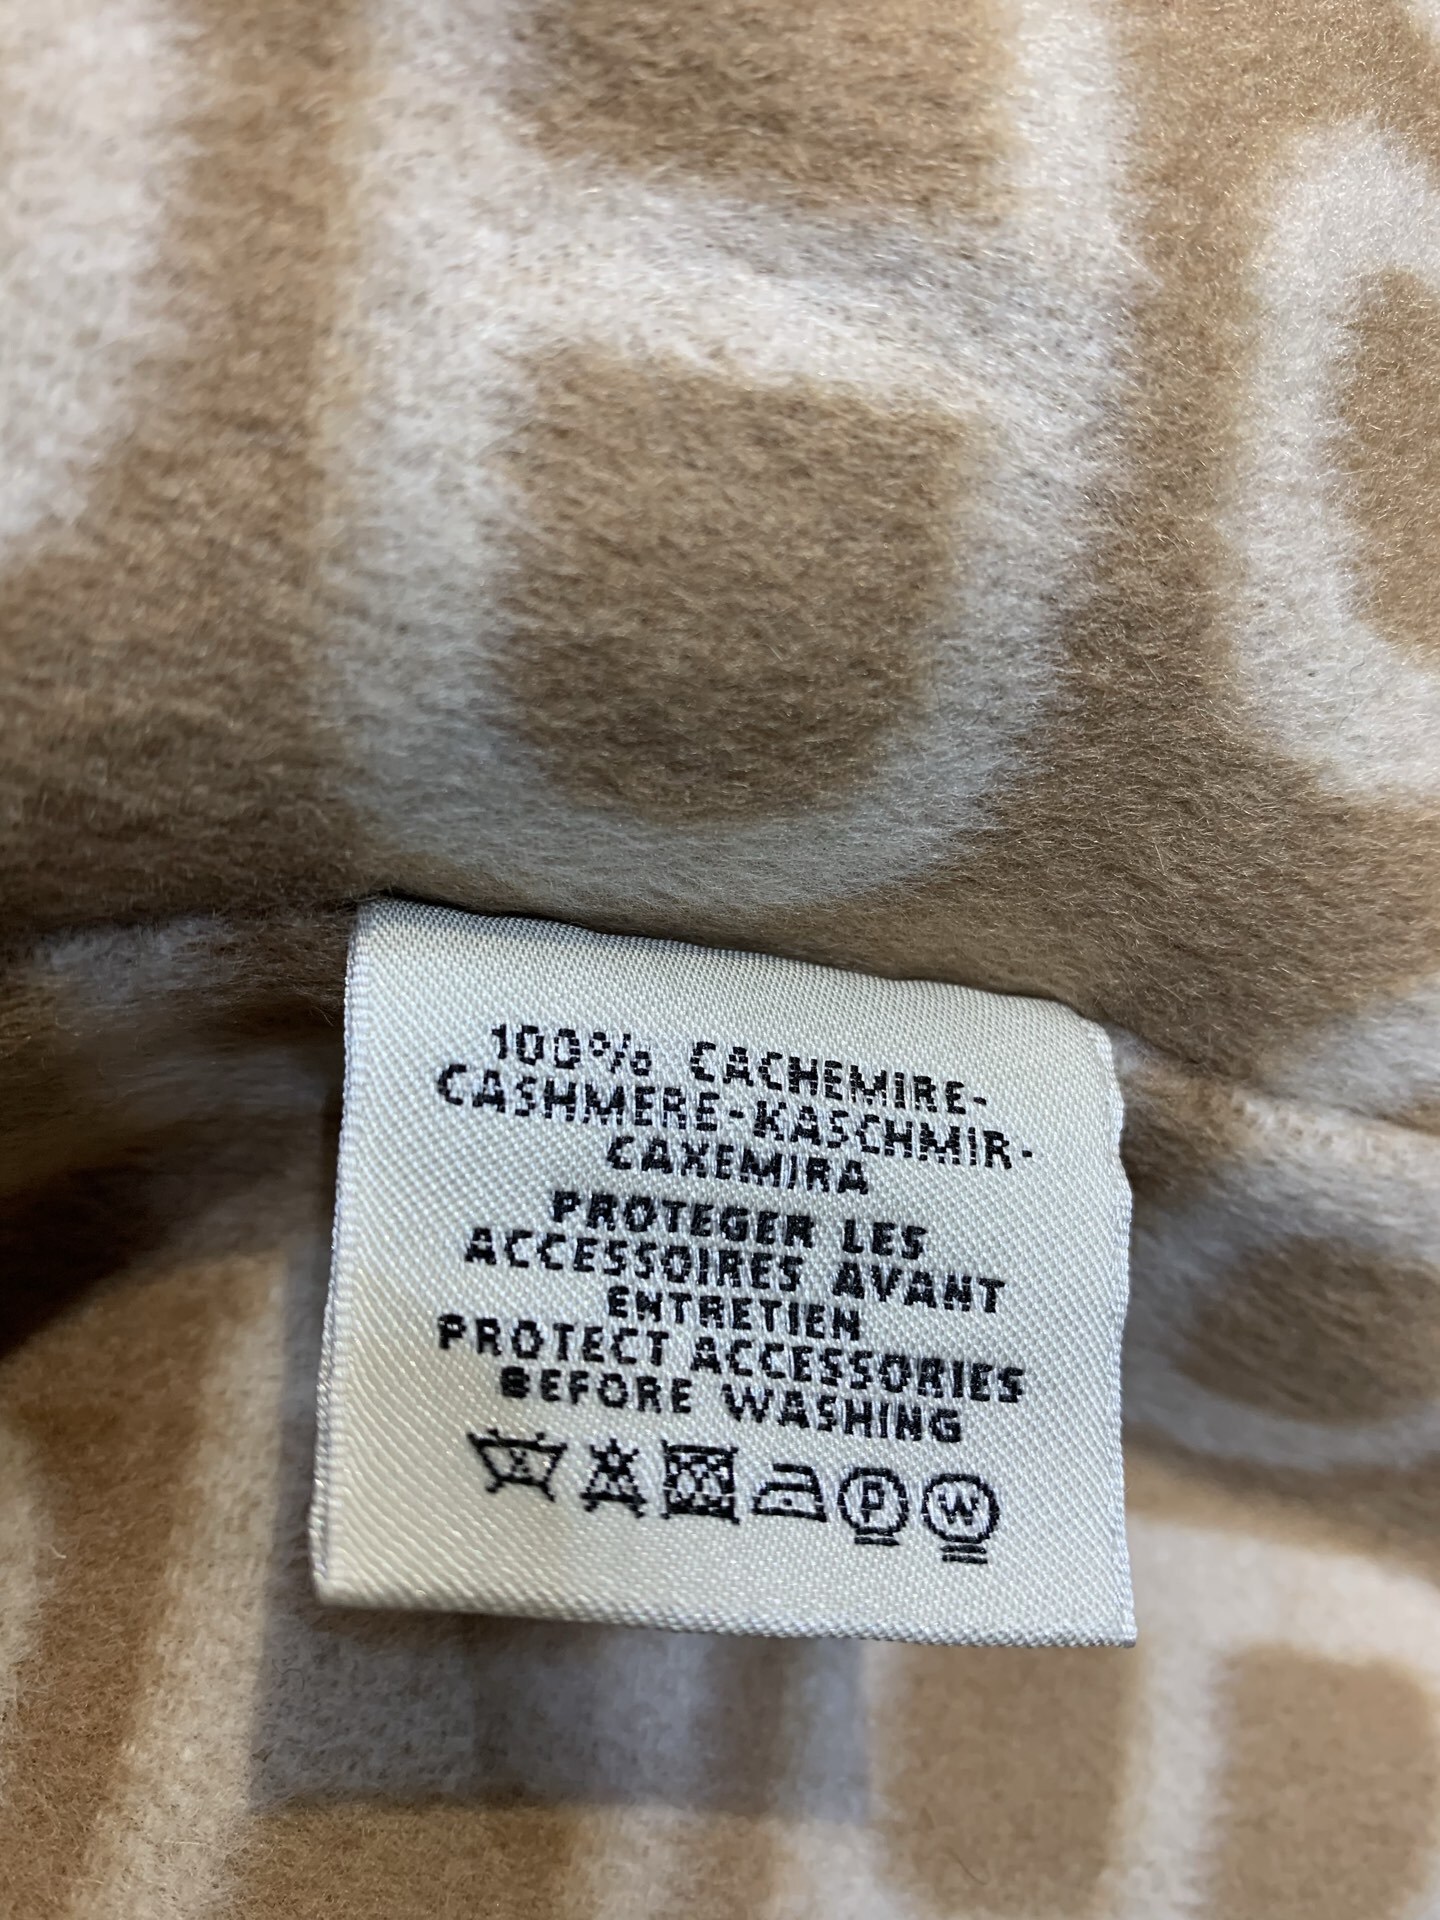 100% CACHEMIRE-
CASHMERE-KASCHMIR-
CAXEMIRA
PROTEGER LES
ACCESSOIRES AVANT
ENTRETIEN
PROTECT ACCESSORIES
BEFORE WASHING
P W